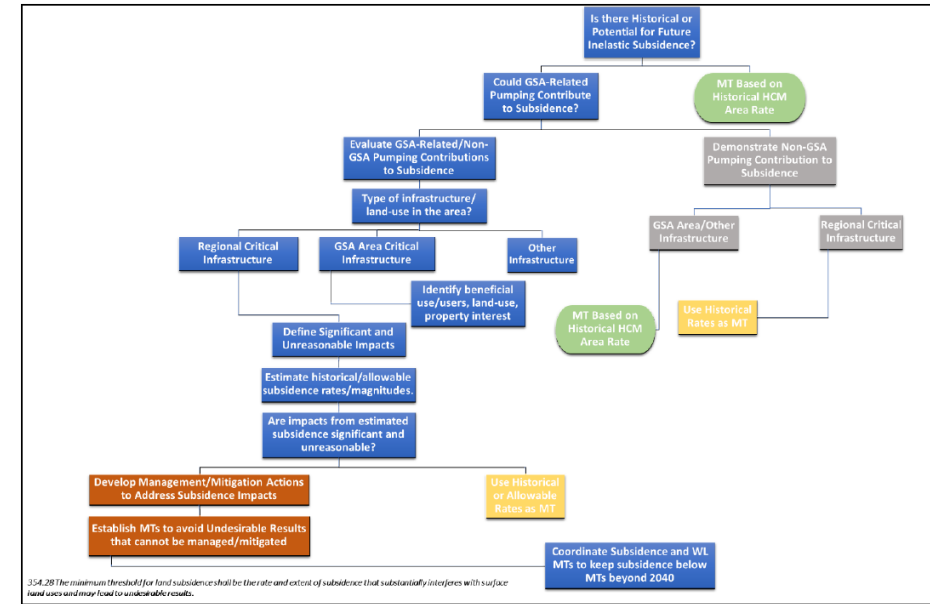 Is there Historical or
Potential for Future
Inelastic Subsidence?
Could GSA-Related
Pumping Contribute
to Subsidence?
MT Based on
Historical HCM
Area Rate
Evaluate GSA-Related/Non-
GSA Pumping Contributions
to Subsidence
Demonstrate Non-GSA
Pumping Contribution to
Subsidence
Type of infrastructure/
land-use in the area?
Regional Critical
Infrastructure
GSA Area Critical
Infrastructure
Other
Infrastructure
GSA Area/Other
Infrastructure
Regional Critical
Infrastructure
Identify beneficial
use/users, land-use,
property interest
MT Based on
Historical HCM
Area Rate
Use Historical
Rates as MT
Define Significant and
Unreasonable Impacts
Estimate historical/allowable
subsidence rates/magnitudes.
Are impacts from estimated
subsidence significant and
unreasonable?
Develop Management/Mitigation Actions
to Address Subsidence Impacts
Use Historical
or Allowable
Rates as MT
Establish MTs to avoid Undesirable Results
that cannot be managed/mitigated
Coordinate Subsidence and WL
MTs to keep subsidence below
MTs beyond 2040
354.28 The minimum threshold for land subsidence shall be the rate and extent of subsidence that substantially interferes with surface
land uses and may lead to undesirable results.